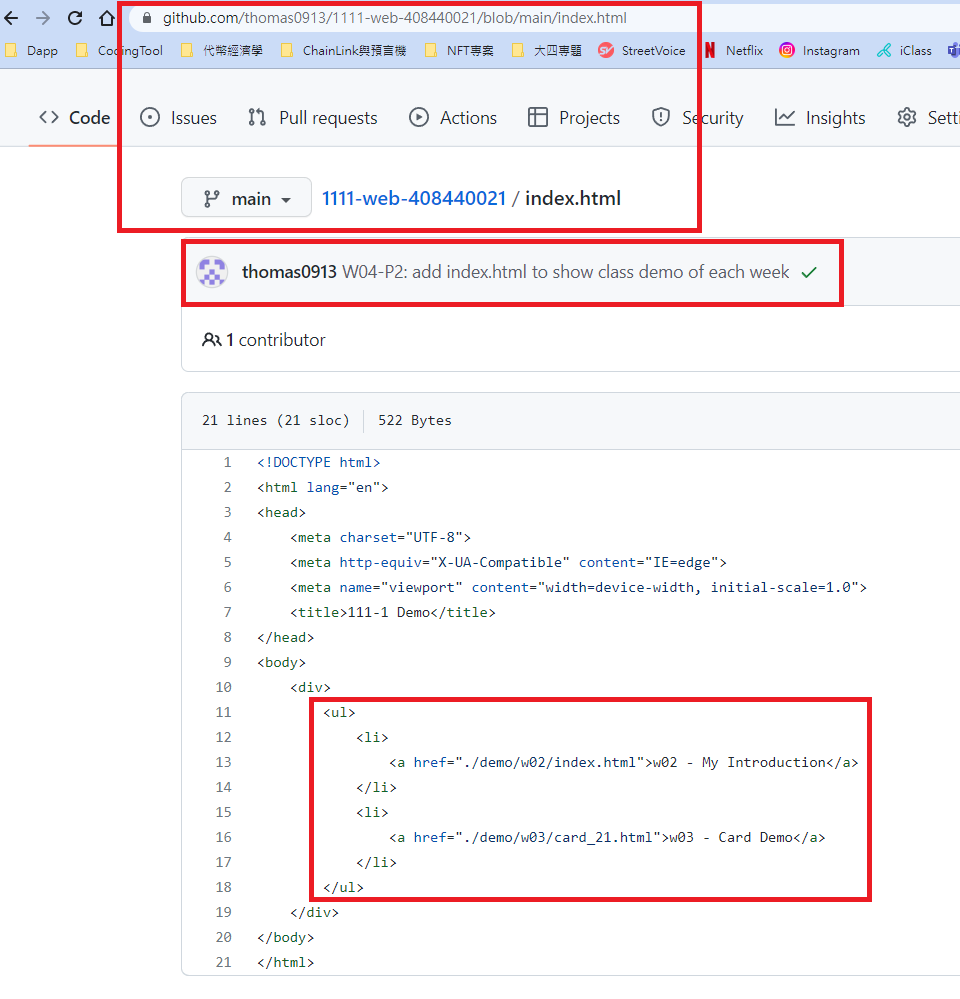 github.com/thomas0913/1111-web-408440021/blob/main/index.html
Dapp CodingTool 代幣經濟學 ChainLink與預言機 NFT專案 大四專題 StreetVoice Netflix Instagram iClass
Code Issues Pull requests Actions Projects Security Insights Setti
main 1111-web-408440021 / index.html
thomas0913 W04-P2: add index.html to show class demo of each week
1 contributor
21 lines (21 sloc) 522 Bytes
1 <!DOCTYPE html>
2 <html lang="en">
3 <head>
4 <meta charset="UTF-8">
5 <meta http-equiv="X-UA-Compatible" content="IE=edge">
6 <meta name="viewport" content="width=device-width, initial-scale=1.0">
7 <title>111-1 Demo</title>
8 </head>
9 <body>
10 <div>
11 <ul>
12 <li>
13 <a href="./demo/w02/index.html">w02 - My Introduction</a>
14 </li>
15 <li>
16 <a href="./demo/w03/card_21.html">w03 - Card Demo</a>
17 </li>
18 </ul>
19 </div>
20 </body>
21 </html>